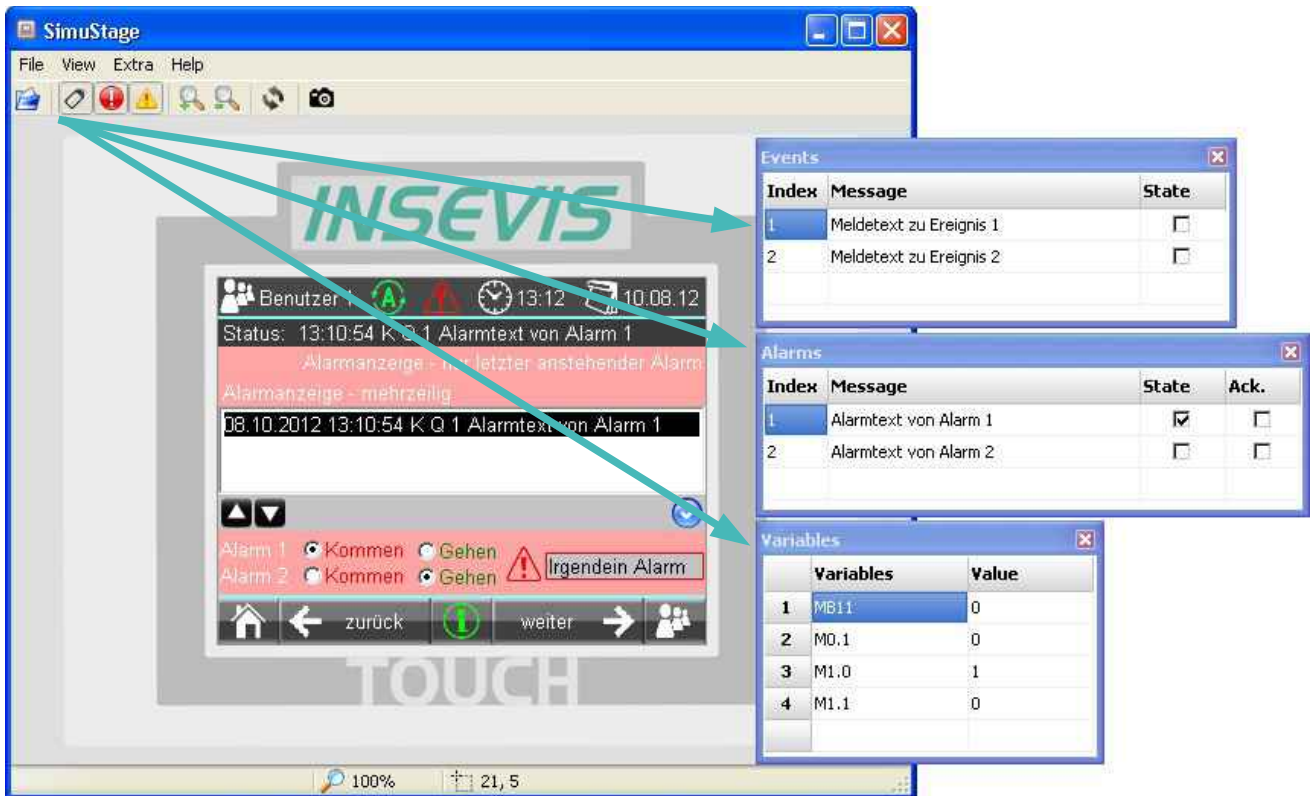 SimuStage
File View Extra Help
INSEVIS
Benutzer 1 A 13:12 10.08.12
Status: 13:10:54 K Q 1 Alarmtext von Alarm 1
Alarmanzeige - nur letzter anstehender Alarm
Alarmanzeige - mehrzeilig
08.10.2012 13:10:54 K Q 1 Alarmtext von Alarm 1
Alarm 1 Kommen Gehen
Alarm 2 Kommen Gehen
Irgendein Alarm
zurück weiter
TOUCH
100% 21, 5
Events
Index Message State
1 Meldetext zu Ereignis 1
2 Meldetext zu Ereignis 2
Alarms
Index Message State Ack.
1 Alarmtext von Alarm 1
2 Alarmtext von Alarm 2
Variables
Variables Value
1 MB11 0
2 M0.1 0
3 M1.0 1
4 M1.1 0